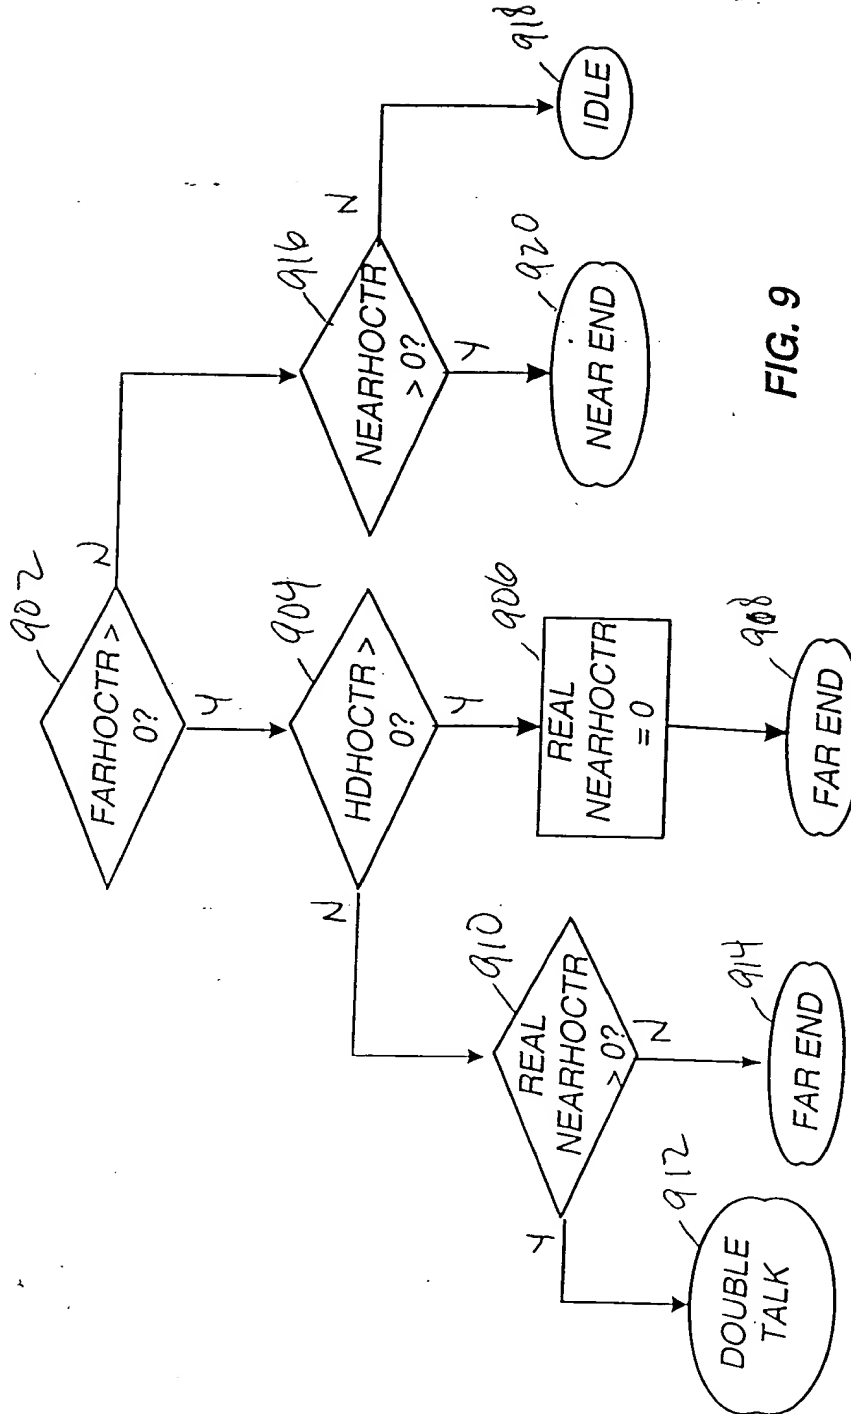 902
FARHOCTR >
0?
N
Y
904
HDHOCTR >
0?
N
Y
916
NEARHOCTR
> 0?
N
Y
910
REAL
NEARHOCTR
> 0?
Y
N
906
REAL
NEARHOCTR
= 0
920
NEAR END
918
IDLE
912
DOUBLE
TALK
914
FAR END
908
FAR END
FIG. 9